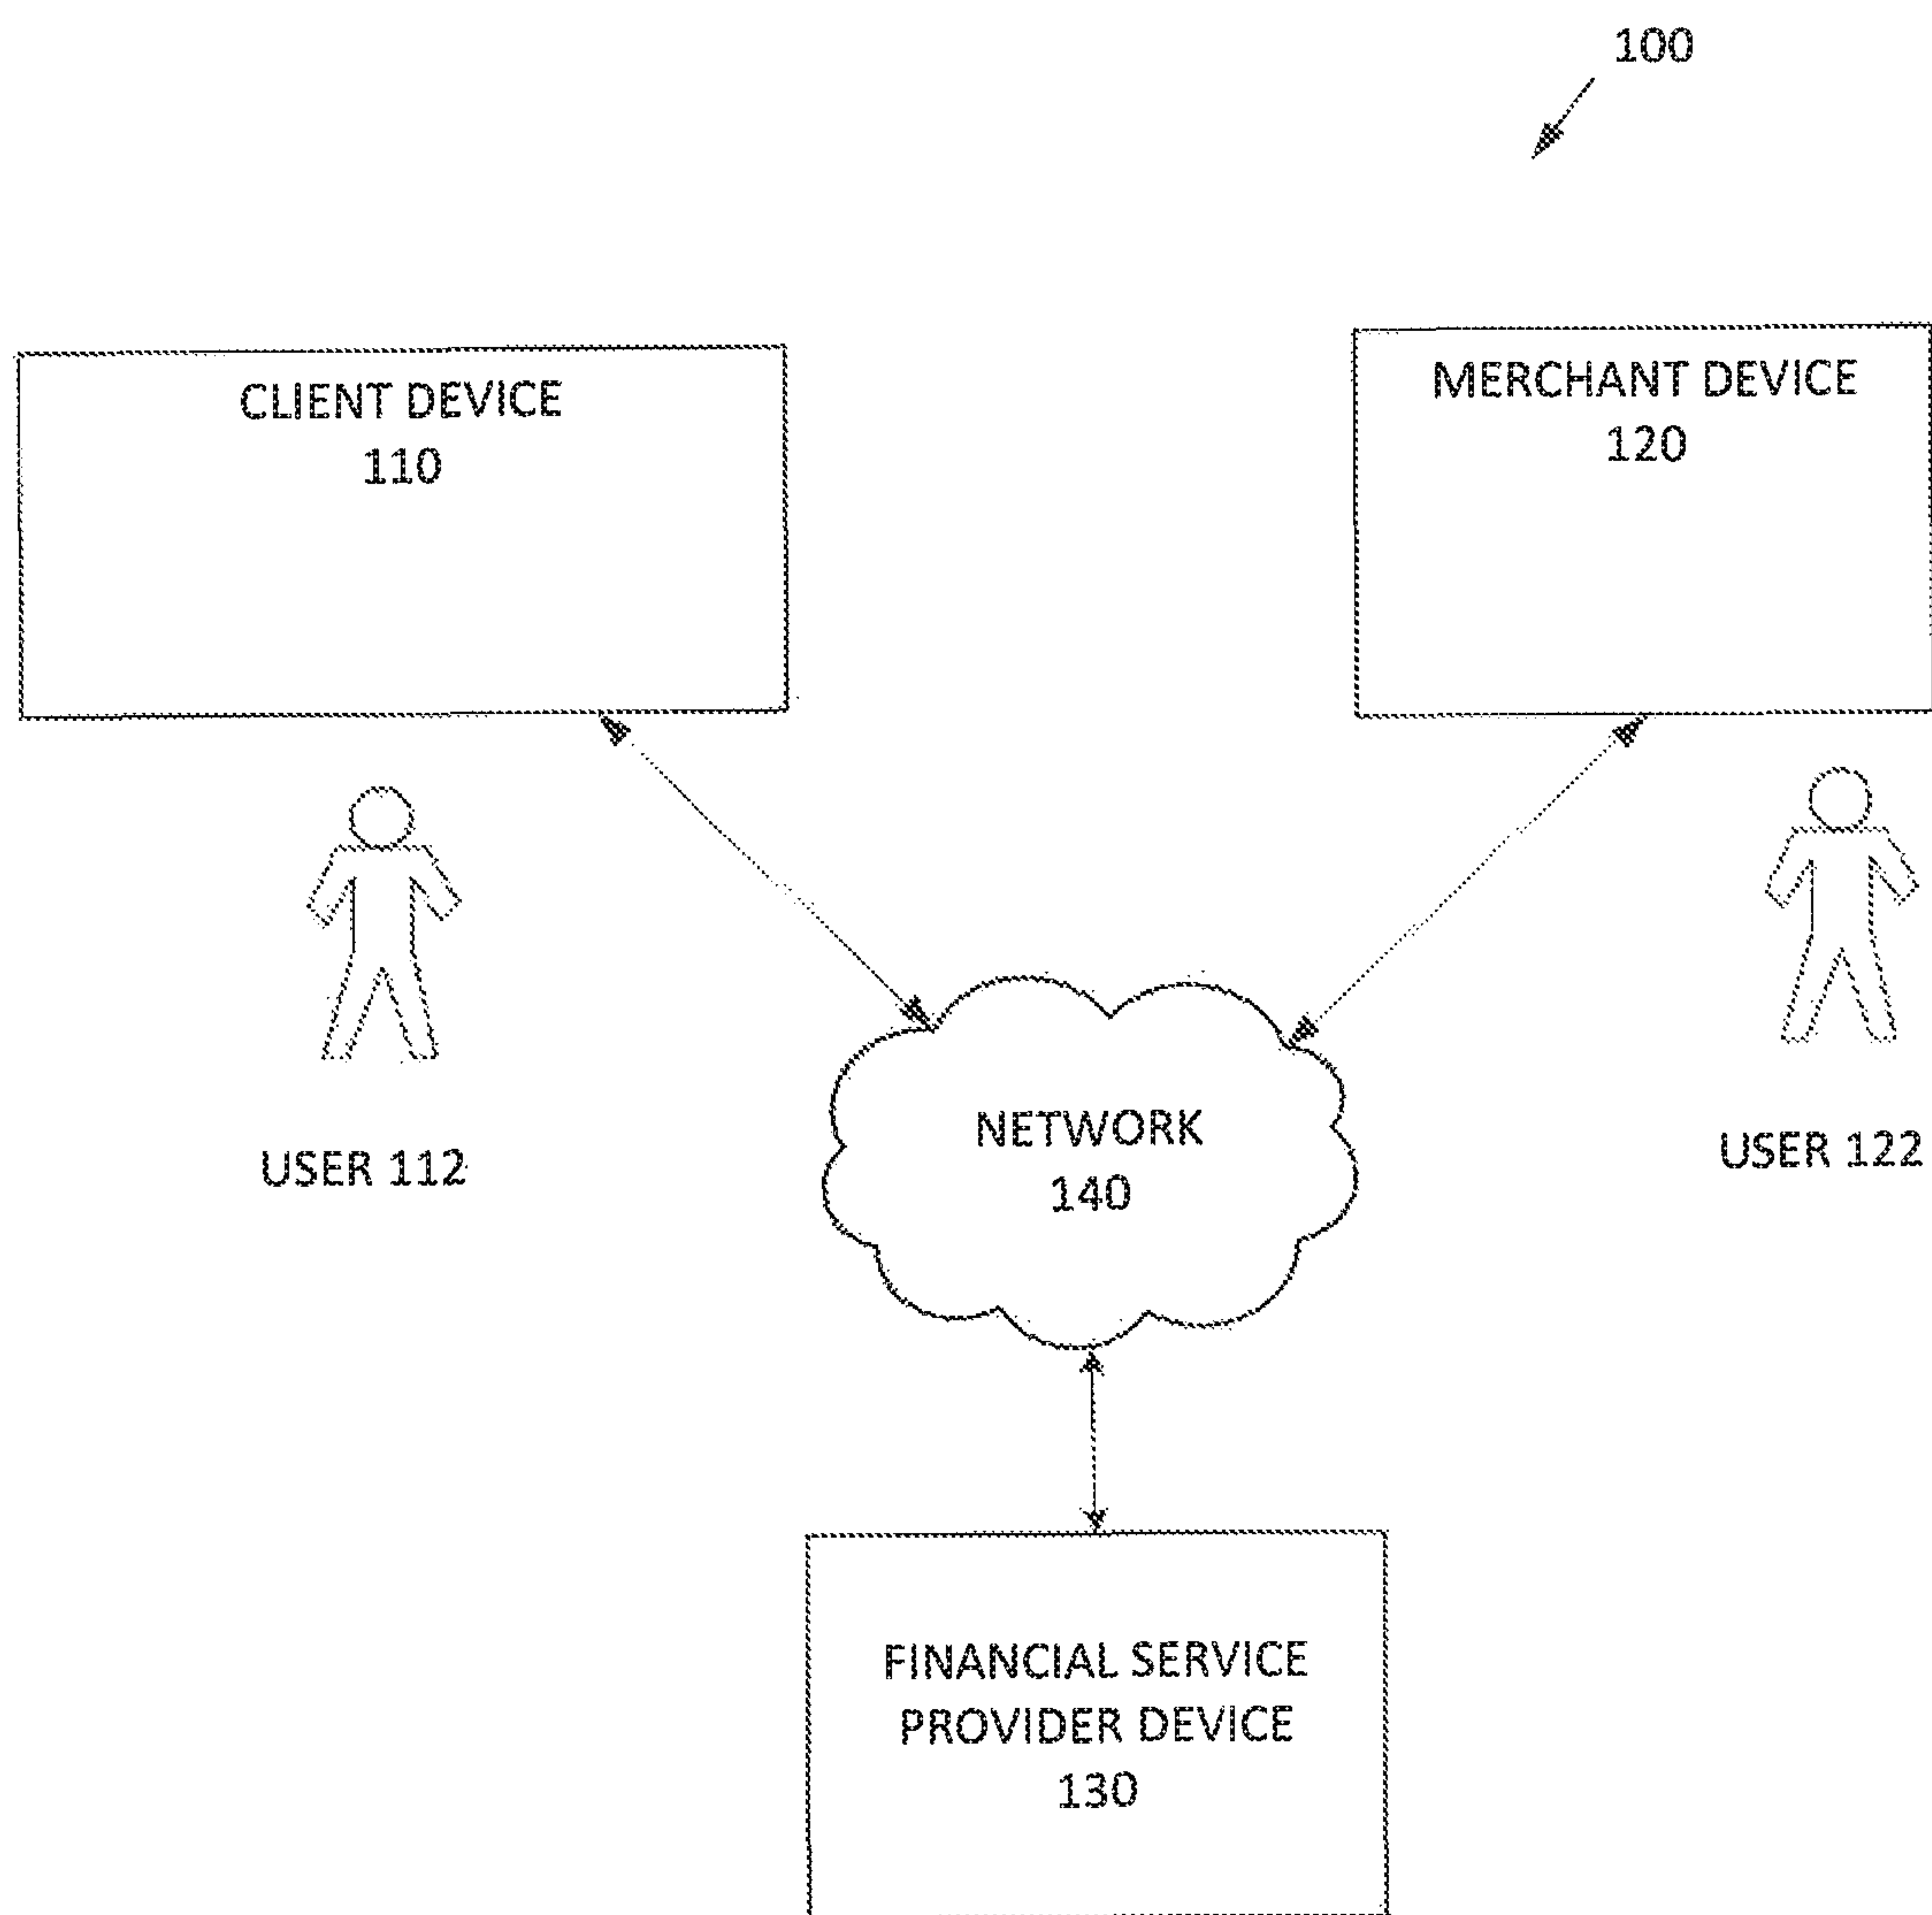 100
CLIENT DEVICE
110
MERCHANT DEVICE
120
USER 112
NETWORK
140
USER 122
FINANCIAL SERVICE
PROVIDER DEVICE
130